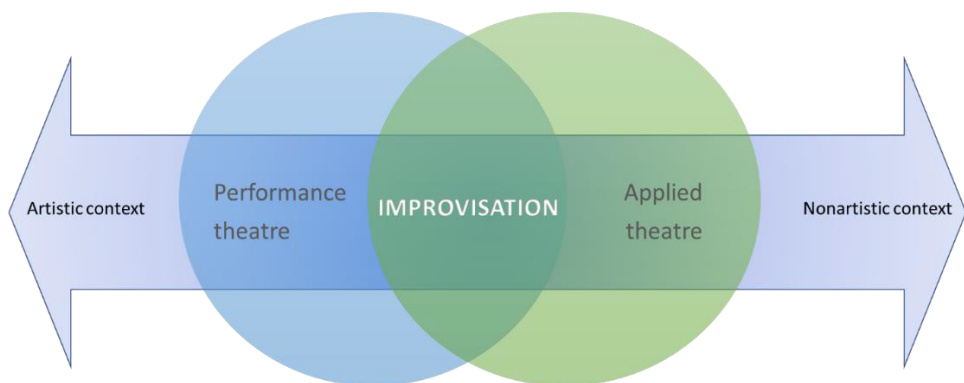 Artistic context
Performance
theatre
IMPROVISATION
Applied
theatre
Nonartistic context